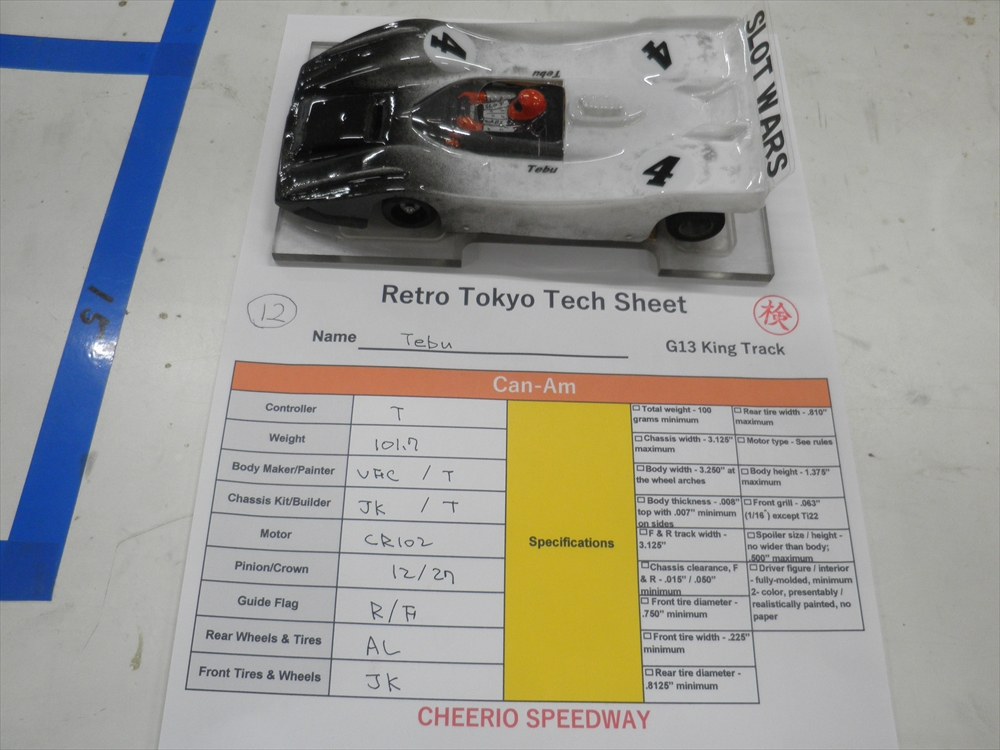 SLOT WARS
4
4
Tebu
4
Tebu
15
Retro Tokyo Tech Sheet
12
検
Name Tebu
G13 King Track
Can-Am
Controller T
Weight 101.7
Body Maker/Painter VAC / T
Chassis Kit/Builder JK / T
Motor CR102
Pinion/Crown 12/27
Guide Flag R/F
Rear Wheels & Tires AL
Front Tires & Wheels JK
Specifications
Total weight - 100
grams minimum
Chassis width - 3.125"
maximum
Body width - 3.250" at
the wheel arches
Body thickness - .008"
top with .007" minimum
on sides
F & R track width -
3.125"
Chassis clearance, F
& R - .015" / .050"
minimum
Front tire diameter -
.750" minimum
Front tire width - .225"
minimum
Rear tire diameter -
.8125" minimum
Rear tire width - .810"
maximum
Motor type - See rules
Body height - 1.375"
maximum
Front grill - .063"
(1/16") except Ti22
Spoiler size / height -
no wider than body;
.500" maximum
Driver figure / interior
- fully-molded, minimum
2- color, presentably /
realistically painted, no
paper
CHEERIO SPEEDWAY